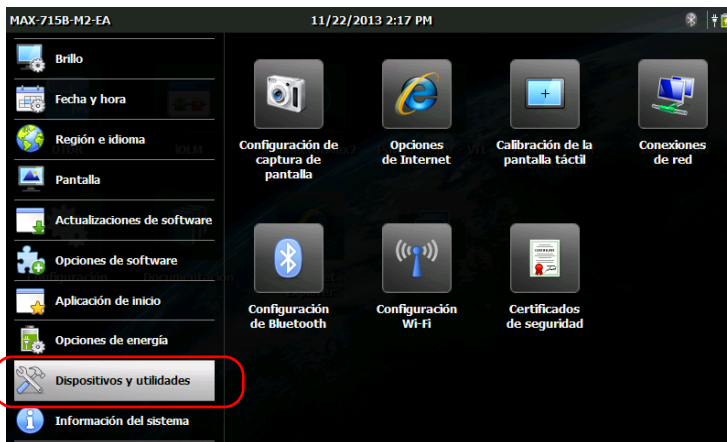 MAX-715B-M2-EA
11/22/2013 2:17 PM
Brillo
Fecha y hora
Región e idioma
Pantalla
Actualizaciones de software
Opciones de software
Aplicación de inicio
Opciones de energía
Dispositivos y utilidades
Información del sistema
Configuración de
captura de
pantalla
Opciones
de Internet
Calibración de la
pantalla táctil
Conexiones
de red
Configuración
de Bluetooth
Configuración
Wi-Fi
Certificados
de seguridad